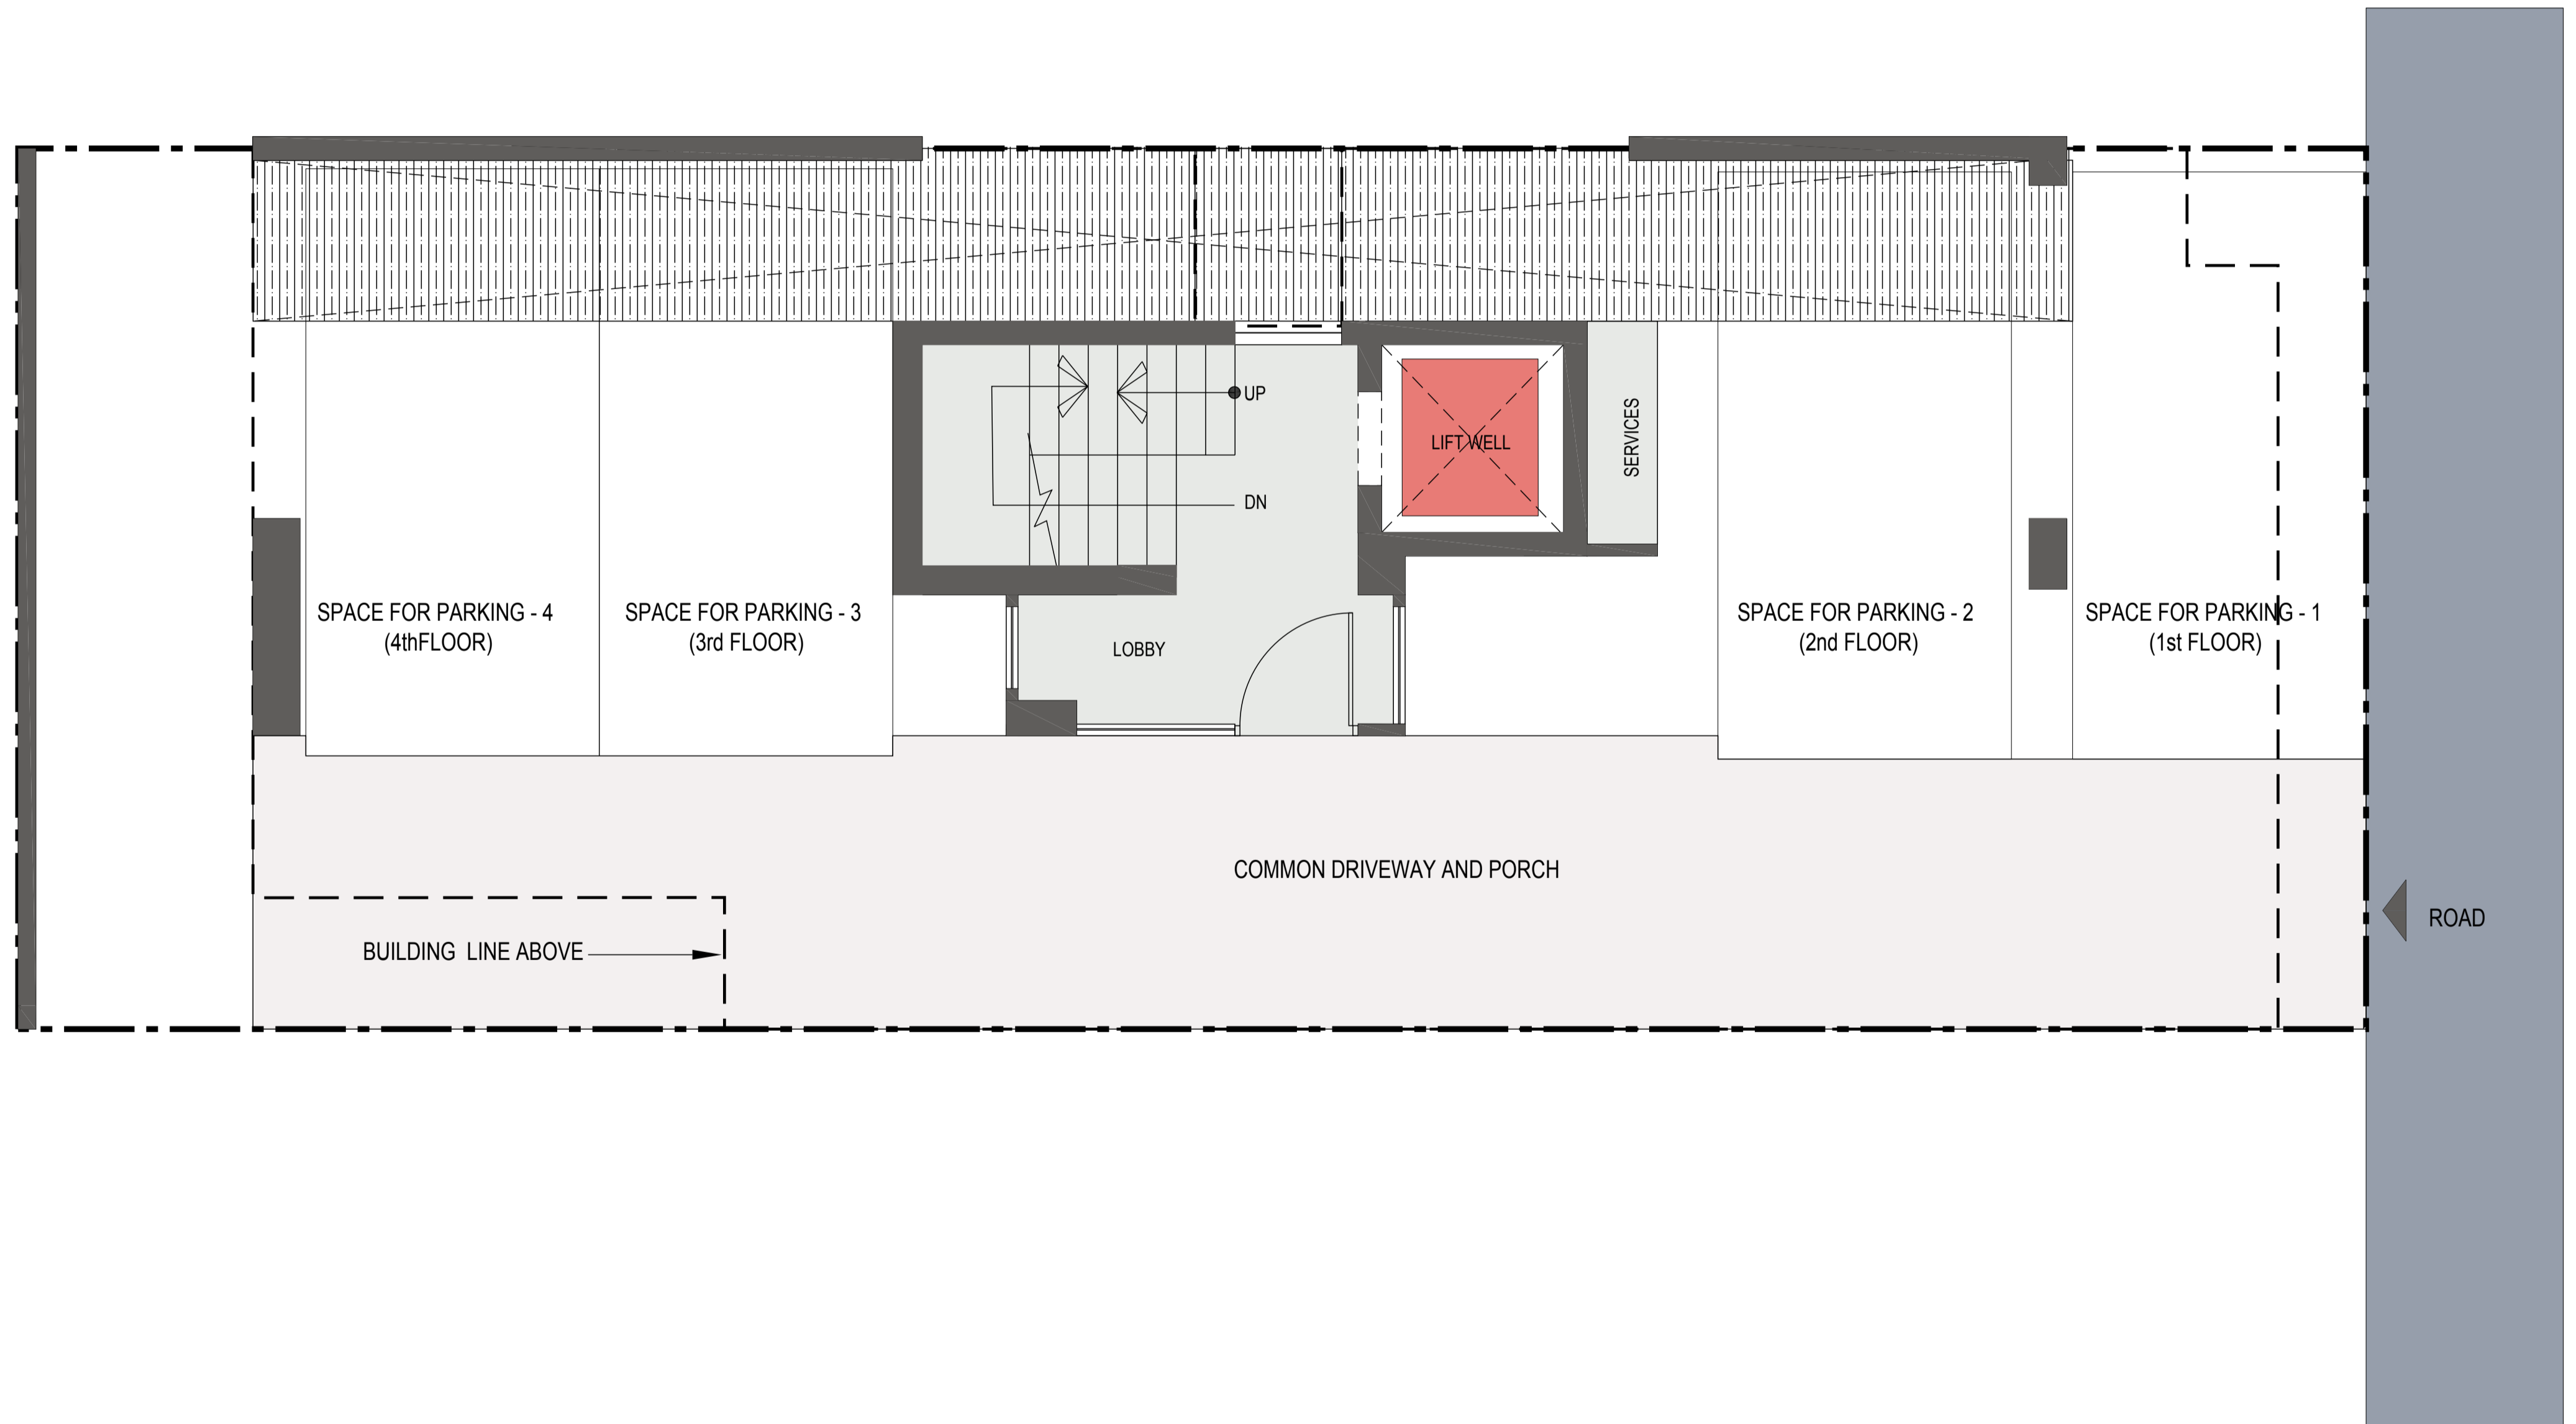 UP
LIFT WELL
SERVICES
DN
SPACE FOR PARKING - 4
(4thFLOOR)
SPACE FOR PARKING - 3
(3rd FLOOR)
LOBBY
SPACE FOR PARKING - 2
(2nd FLOOR)
SPACE FOR PARKING - 1
(1st FLOOR)
COMMON DRIVEWAY AND PORCH
ROAD
BUILDING LINE ABOVE